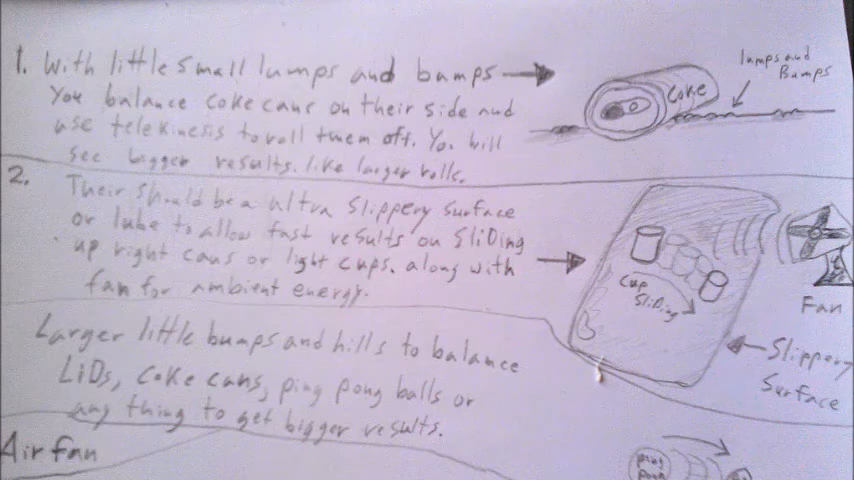 1. With little small lumps and bumps
You balance coke cans on their side and
use telekinesis to roll them off. You will
see bigger results. like larger rolls.
lumps and
Bumps
Coke
2. Their should be a ultra slippery surface
or lube to allow fast results on sliding
up right cans or light cups. along with
fan for ambient energy.
Cup
Sliding
Fan
Slippery
Surface
Larger little bumps and hills to balance
LiDs, coke cans, ping pong balls or
any thing to get bigger results.
Air fan
ping
pong